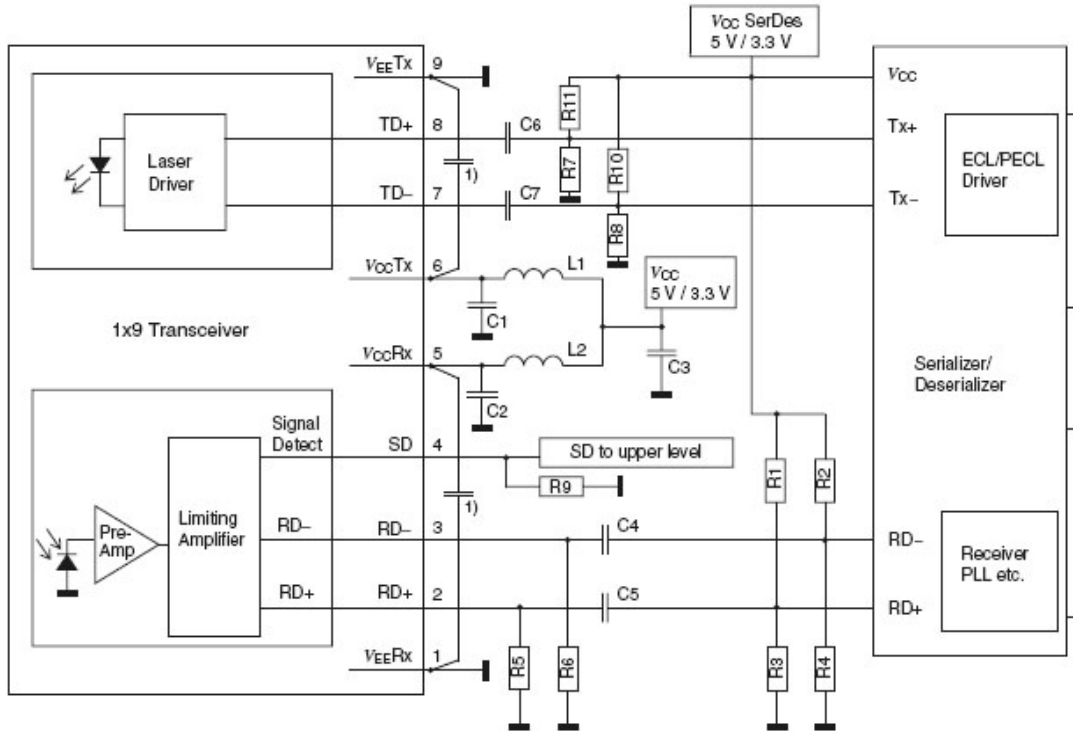 VCC SerDes
5 V / 3.3 V
VEETx
9
VCC
R11
TD+
8
C6
Tx+
Laser
Driver
1)
R7
R10
ECL/PECL
Driver
TD–
7
C7
Tx–
R8
VCCTx
6
L1
VCC
5 V / 3.3 V
C1
1x9 Transceiver
VCCRx
5
L2
C3
Serializer/
Deserializer
C2
Signal
Detect
SD
4
SD to upper level
R9
R1
R2
1)
Pre-
Amp
Limiting
Amplifier
RD–
RD–
3
C4
RD–
Receiver
PLL etc.
RD+
RD+
2
C5
RD+
VEERx
1
R5
R6
R3
R4